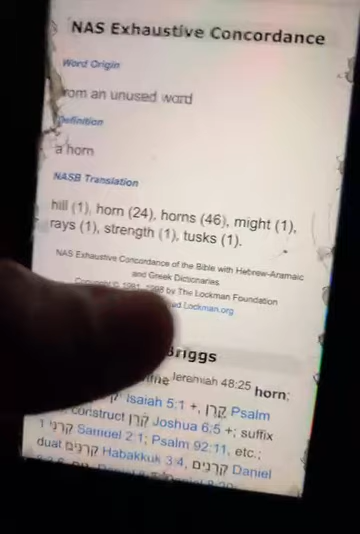 NAS Exhaustive Concordance
Word Origin
from an unused word
Definition
a horn
NASB Translation
hill (1), horn (24), horns (46), might (1),
rays (1), strength (1), tusks (1).
NAS Exhaustive Concordance of the Bible with Hebrew-Aramaic
and Greek Dictionaries
Copyright © 1981, 1998 by The Lockman Foundation
Lockman.org
Briggs
Jeremiah 48:25 horn;
Isaiah 5:1 +, קֶרֶן Psalm
construct קֶרֶן Joshua 6:5 +; suffix
קַרְנִי 1 Samuel 2:1; Psalm 92:11, etc.;
dual קַרְנַיִם Habakkuk 3:4, קְרָנַיִם Daniel